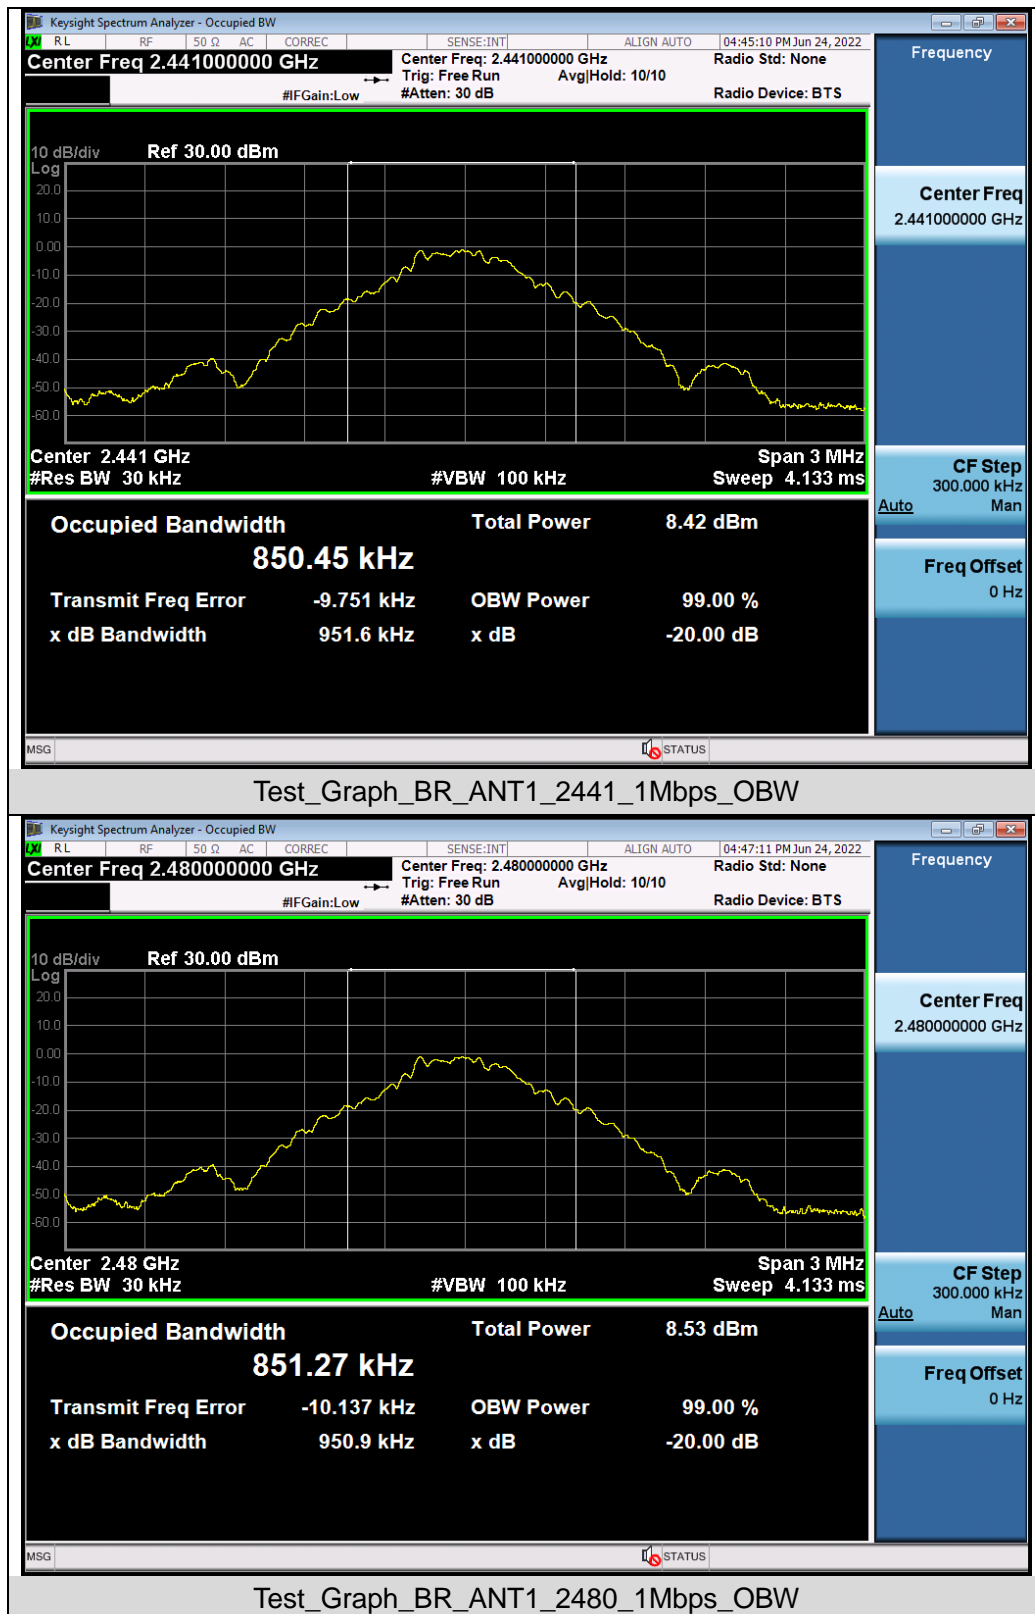 Keysight Spectrum Analyzer - Occupied BW
LXI RL RF 50 Ω AC CORREC SENSE:INT ALIGN AUTO 04:45:10 PM Jun 24, 2022
Center Freq 2.441000000 GHz
Center Freq: 2.441000000 GHz Radio Std: None
Trig: Free Run Avg|Hold: 10/10
#IFGain:Low #Atten: 30 dB Radio Device: BTS
Frequency
10 dB/div Ref 30.00 dBm
Log
20.0
10.0
0.00
-10.0
-20.0
-30.0
-40.0
-50.0
-60.0
Center 2.441 GHz Span 3 MHz
#Res BW 30 kHz #VBW 100 kHz Sweep 4.133 ms
Center Freq
2.441000000 GHz
CF Step
300.000 kHz
Auto Man
Freq Offset
0 Hz
Occupied Bandwidth Total Power 8.42 dBm
850.45 kHz
Transmit Freq Error -9.751 kHz OBW Power 99.00 %
x dB Bandwidth 951.6 kHz x dB -20.00 dB
MSG STATUS
Test_Graph_BR_ANT1_2441_1Mbps_OBW
Keysight Spectrum Analyzer - Occupied BW
LXI RL RF 50 Ω AC CORREC SENSE:INT ALIGN AUTO 04:47:11 PM Jun 24, 2022
Center Freq 2.480000000 GHz
Center Freq: 2.480000000 GHz Radio Std: None
Trig: Free Run Avg|Hold: 10/10
#IFGain:Low #Atten: 30 dB Radio Device: BTS
Frequency
10 dB/div Ref 30.00 dBm
Log
20.0
10.0
0.00
-10.0
-20.0
-30.0
-40.0
-50.0
-60.0
Center 2.48 GHz Span 3 MHz
#Res BW 30 kHz #VBW 100 kHz Sweep 4.133 ms
Center Freq
2.480000000 GHz
CF Step
300.000 kHz
Auto Man
Freq Offset
0 Hz
Occupied Bandwidth Total Power 8.53 dBm
851.27 kHz
Transmit Freq Error -10.137 kHz OBW Power 99.00 %
x dB Bandwidth 950.9 kHz x dB -20.00 dB
MSG STATUS
Test_Graph_BR_ANT1_2480_1Mbps_OBW